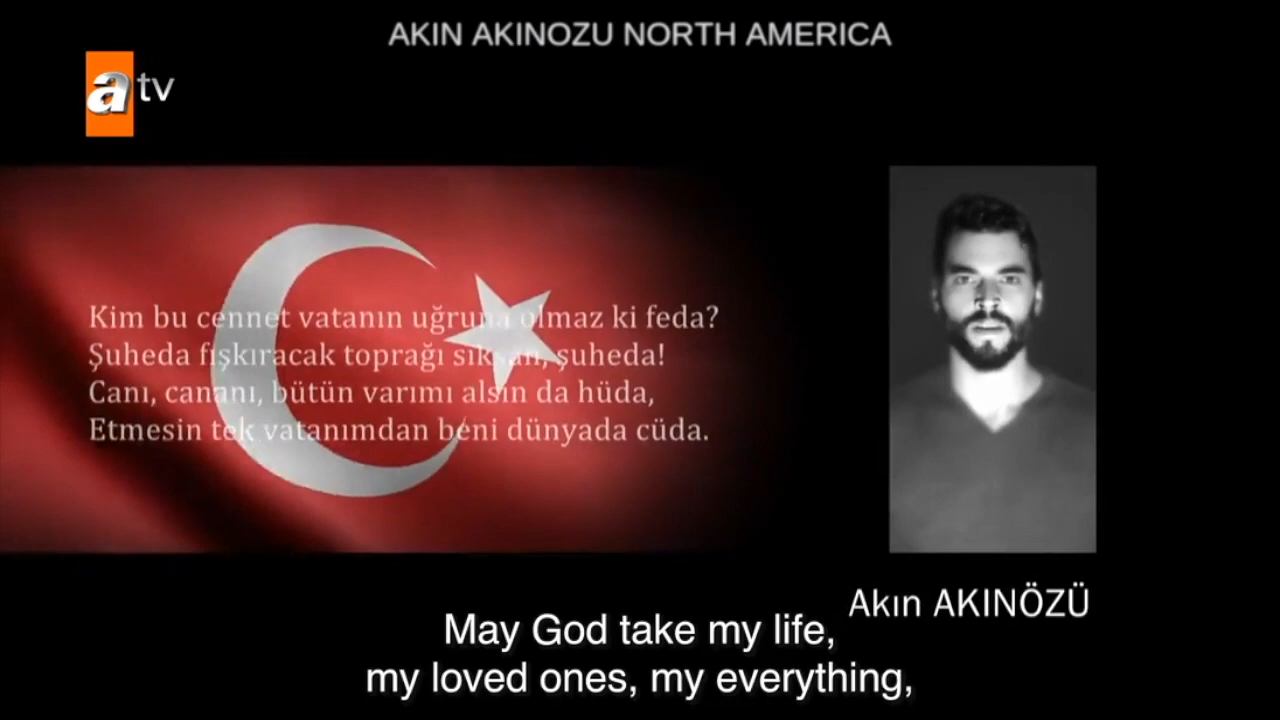 AKIN AKINOZU NORTH AMERICA
atv
Kim bu cennet vatanın uğruna olmaz ki feda?
Şuheda fışkıracak toprağı sıksan, şuheda!
Canı, cananı, bütün varımı alsın da hüda,
Etmesin tek vatanımdan beni dünyada cüda.
Akın AKINÖZÜ
May God take my life,
my loved ones, my everything,